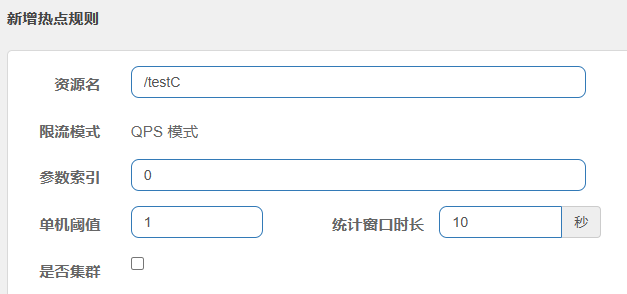 新增热点规则
资源名 /testC
限流模式 QPS 模式
参数索引 0
单机阈值 1 统计窗口时长 10 秒
是否集群